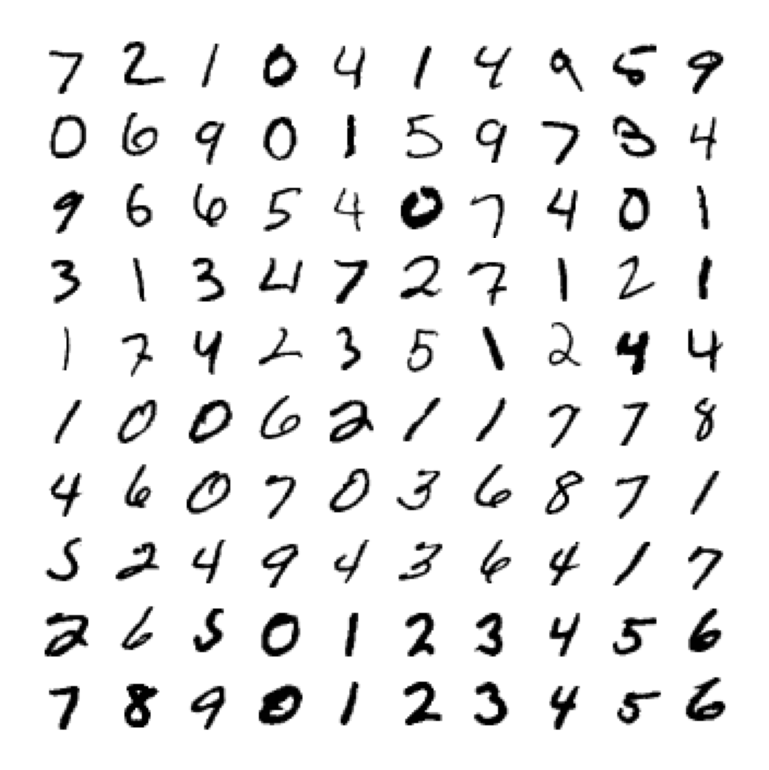 7 2 1 0 4 1 4 9 5 9
0 6 9 0 1 5 9 7 3 4
9 6 6 5 4 0 7 4 0 1
3 1 3 4 7 2 7 1 2 1
1 7 4 2 3 5 1 2 4 4
1 0 0 6 2 1 1 7 7 8
4 6 0 7 0 3 6 8 7 1
5 2 4 9 4 3 6 4 1 7
2 6 5 0 1 2 3 4 5 6
7 8 9 0 1 2 3 4 5 6